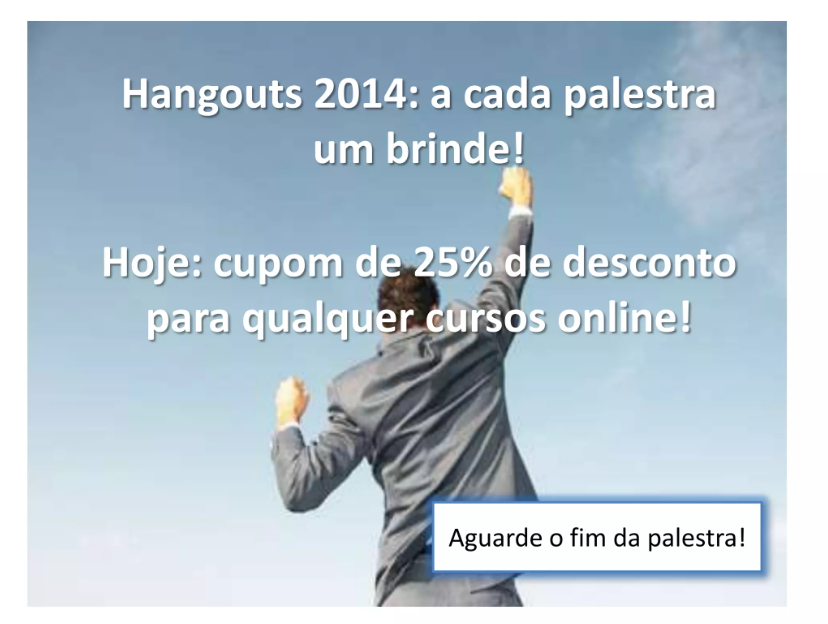 Hangouts 2014: a cada palestra
um brinde!
Hoje: cupom de 25% de desconto
para qualquer cursos online!
Aguarde o fim da palestra!